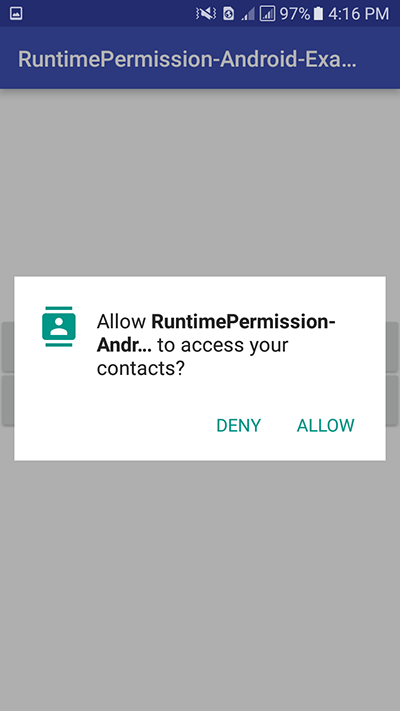 97% 4:16 PM
RuntimePermission-Android-Exa...
Allow RuntimePermission-
Andr... to access your
contacts?
DENY ALLOW